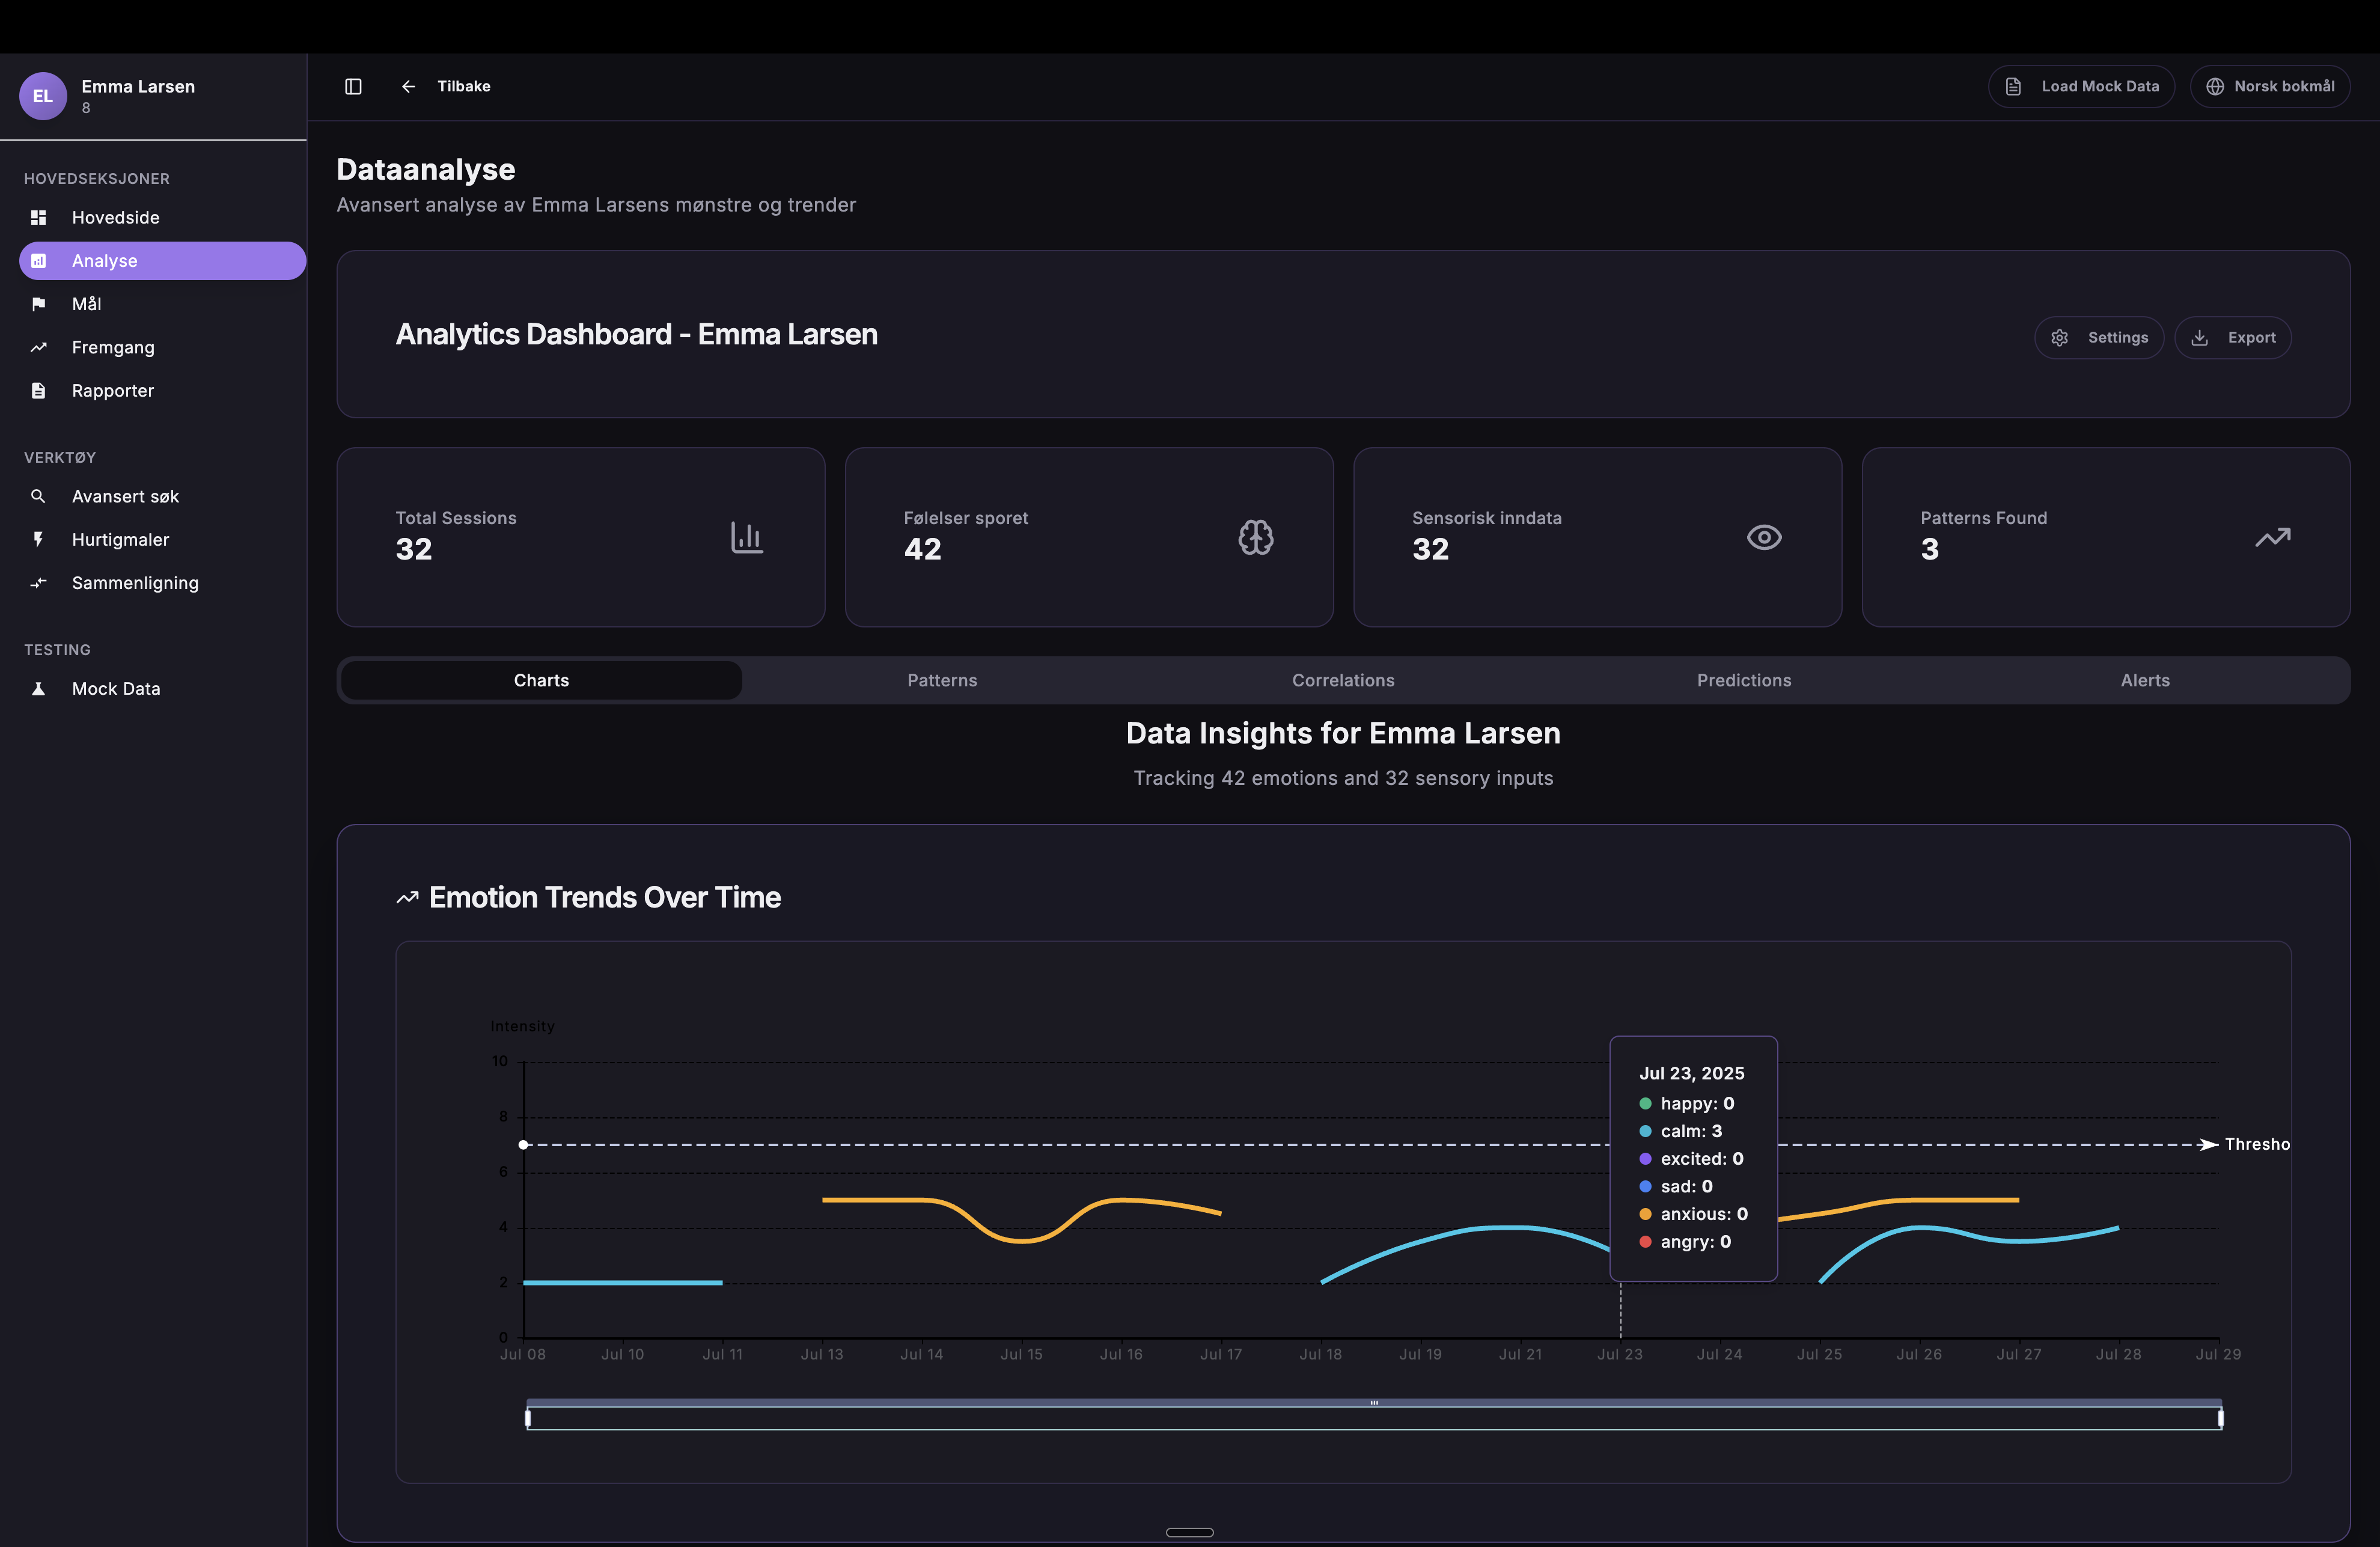 EL
Emma Larsen
8
HOVEDSEKSJONER
Hovedside
Analyse
Mål
Fremgang
Rapporter
VERKTØY
Avansert søk
Hurtigmaler
Sammenligning
TESTING
Mock Data
Tilbake
Load Mock Data
Norsk bokmål
Dataanalyse
Avansert analyse av Emma Larsens mønstre og trender
Analytics Dashboard - Emma Larsen
Settings
Export
Total Sessions
32
Følelser sporet
42
Sensorisk inndata
32
Patterns Found
3
Charts
Patterns
Correlations
Predictions
Alerts
Data Insights for Emma Larsen
Tracking 42 emotions and 32 sensory inputs
Emotion Trends Over Time
Intensity
10
8
6
4
2
0
Thresho
Jul 23, 2025
happy: 0
calm: 3
excited: 0
sad: 0
anxious: 0
angry: 0
Jul 08 Jul 10 Jul 11 Jul 13 Jul 14 Jul 15 Jul 16 Jul 17 Jul 18 Jul 19 Jul 21 Jul 23 Jul 24 Jul 25 Jul 26 Jul 27 Jul 28 Jul 29